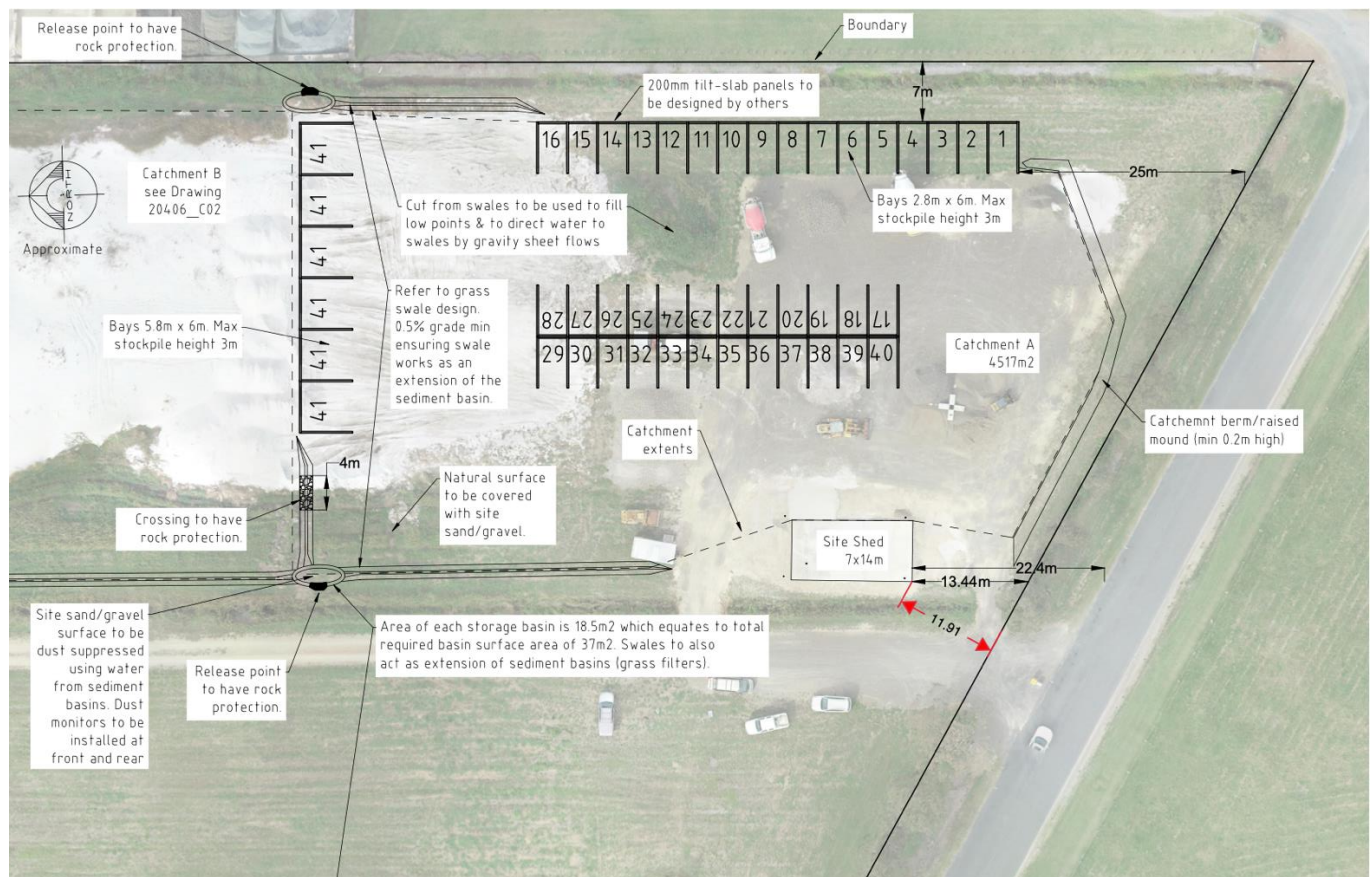 Release point to have
rock protection.
Boundary
200mm tilt-slab panels to
be designed by others
7m
16 15 14 13 12 11 10 9 8 7 6 5 4 3 2 1
25m
Catchment B
see Drawing
20406_C02
NORTH
Approximate
41
41
41
41
41
41
Cut from swales to be used to fill
low points & to direct water to
swales by gravity sheet flows
Bays 2.8m x 6m. Max
stockpile height 3m
Refer to grass
swale design.
0.5% grade min
ensuring swale
works as an
extension of the
sediment basin.
Bays 5.8m x 6m. Max
stockpile height 3m
28 27 26 25 24 23 22 21 20 19 18 17
29 30 31 32 33 34 35 36 37 38 39 40
Catchment A
4517m2
Catchemnt berm/raised
mound (min 0.2m high)
Catchment
extents
4m
Natural surface
to be covered
with site
sand/gravel.
Crossing to have
rock protection.
Site Shed
7x14m
22.4m
13.44m
11.91
Site sand/gravel
surface to be
dust suppressed
using water
from sediment
basins. Dust
monitors to be
installed at
front and rear
Release point
to have rock
protection.
Area of each storage basin is 18.5m2 which equates to total
required basin surface area of 37m2. Swales to also
act as extension of sediment basins (grass filters).